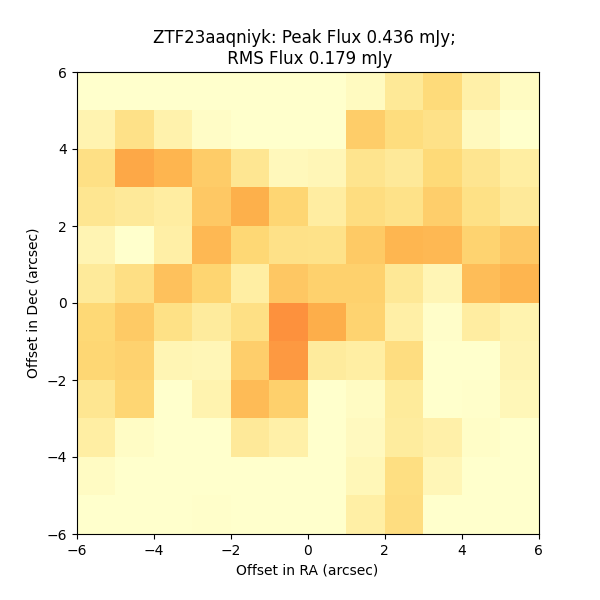 ZTF23aaqniyk: Peak Flux 0.436 mJy;
RMS Flux 0.179 mJy
6
4
2
0
−2
−4
−6
Offset in Dec (arcsec)
−6 −4 −2 0 2 4 6
Offset in RA (arcsec)